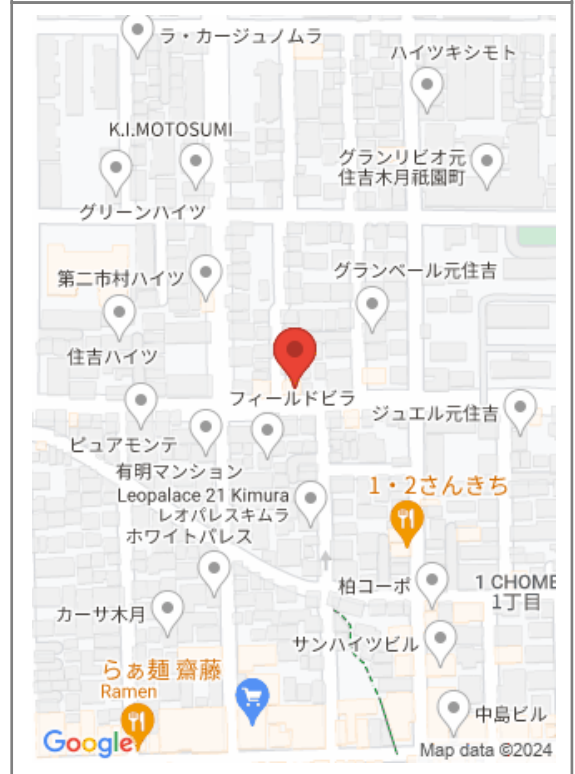 ラ・カージュノムラ
ハイツキシモト
K.I.MOTOSUMI
グランリビオ元
住吉木月祇園町
グリーンハイツ
第二市村ハイツ
グランベール元住吉
住吉ハイツ
フィールドビラ
ジュエル元住吉
ピュアモンテ
有明マンション
Leopalace 21 Kimura
レオパレスキムラ
1・2さんきち
ホワイトパレス
柏コーポ
1 CHOME
1丁目
カーサ木月
サンハイツビル
らぁ麺 齋藤
Ramen
中島ビル
Google
Map data ©2024